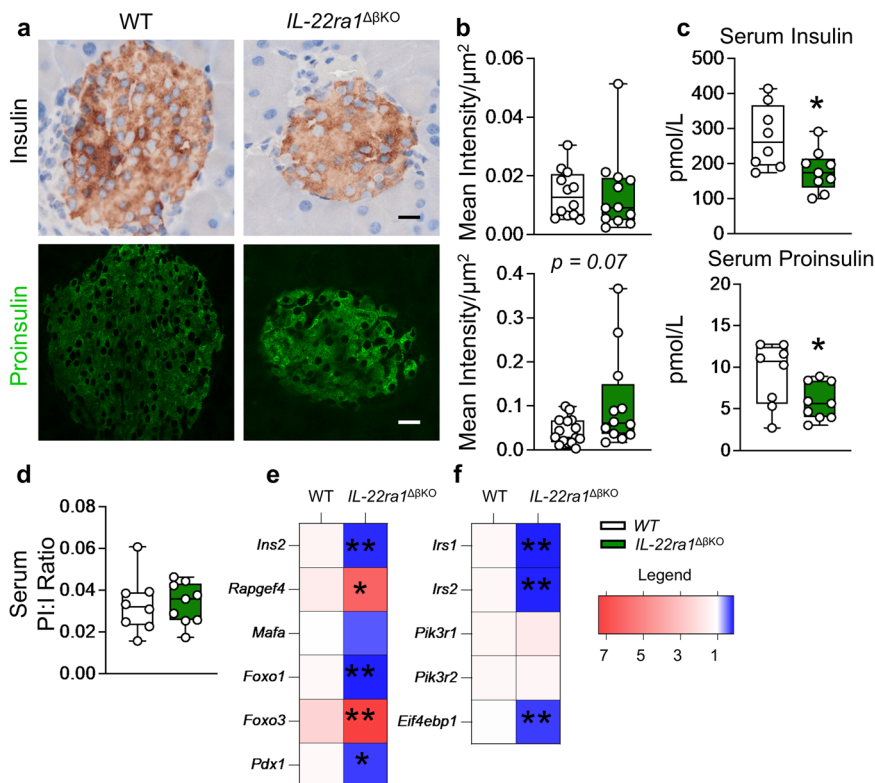 a
WT
IL-22ra1ΔβKO
Insulin
Proinsulin
b
Mean Intensity/µm²
0.06
0.04
0.02
0.00
p = 0.07
Mean Intensity/µm²
0.4
0.3
0.2
0.1
0.0
c
Serum Insulin
pmol/L
500
400
300
200
100
0
*
Serum Proinsulin
pmol/L
20
15
10
5
0
*
d
Serum
PI:I Ratio
0.08
0.06
0.04
0.02
0.00
e
WT
IL-22ra1ΔβKO
Ins2
**
Rapgef4
*
Mafa
Foxo1
**
Foxo3
**
Pdx1
*
f
WT
IL-22ra1ΔβKO
Irs1
**
Irs2
**
Pik3r1
Pik3r2
Eif4ebp1
**
WT
IL-22ra1ΔβKO
Legend
7 5 3 1